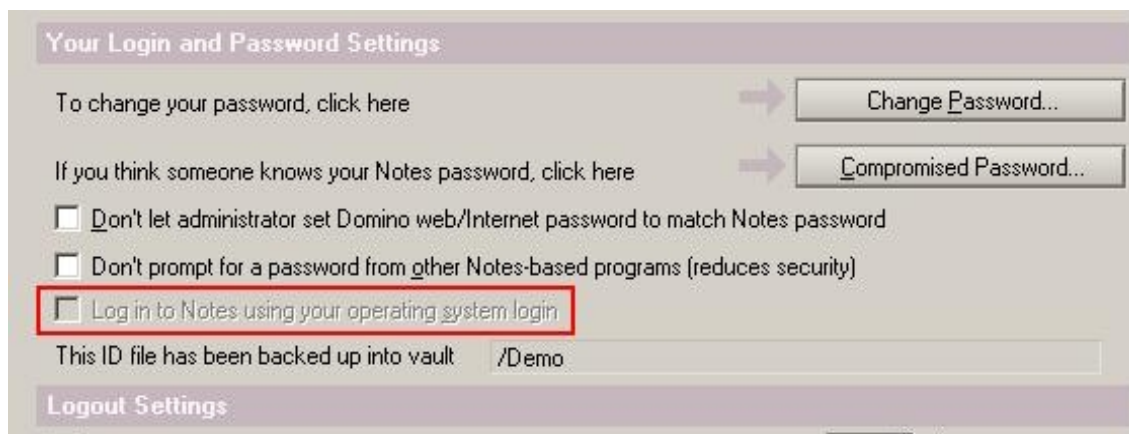 Your Login and Password Settings
To change your password, click here
Change Password...
If you think someone knows your Notes password, click here
Compromised Password...
Don't let administrator set Domino web/Internet password to match Notes password
Don't prompt for a password from other Notes-based programs (reduces security)
Log in to Notes using your operating system login
This ID file has been backed up into vault /Demo
Logout Settings